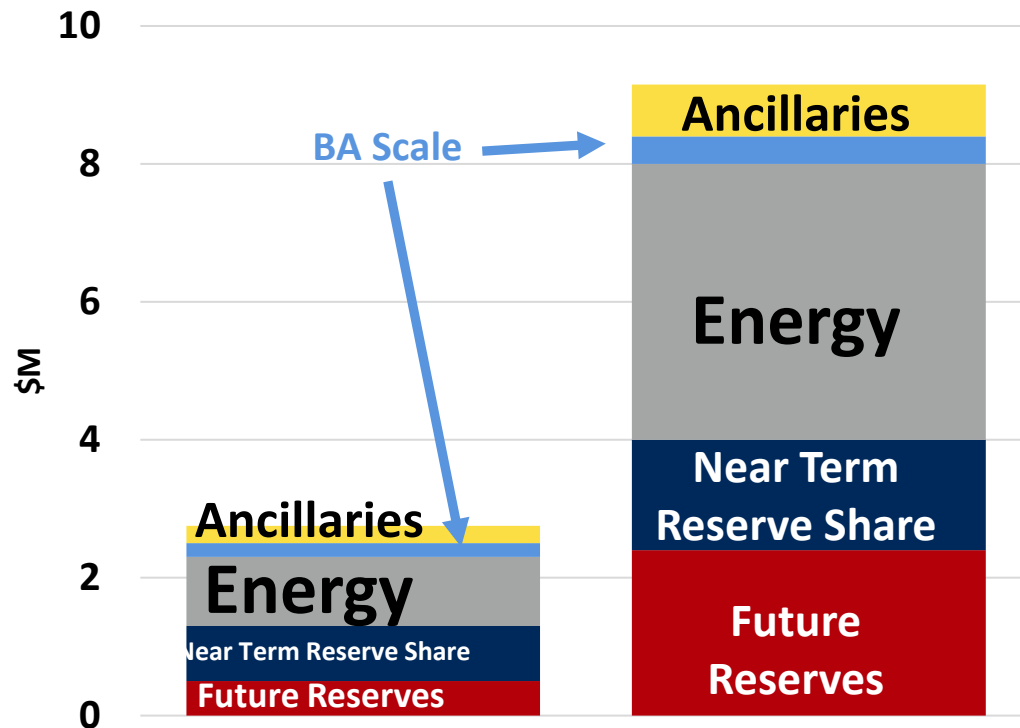 10
8
6
4
2
0
$M
BA Scale
Ancillaries
Energy
Near Term Reserve Share
Future Reserves
Ancillaries
Energy
Near Term
Reserve Share
Future
Reserves